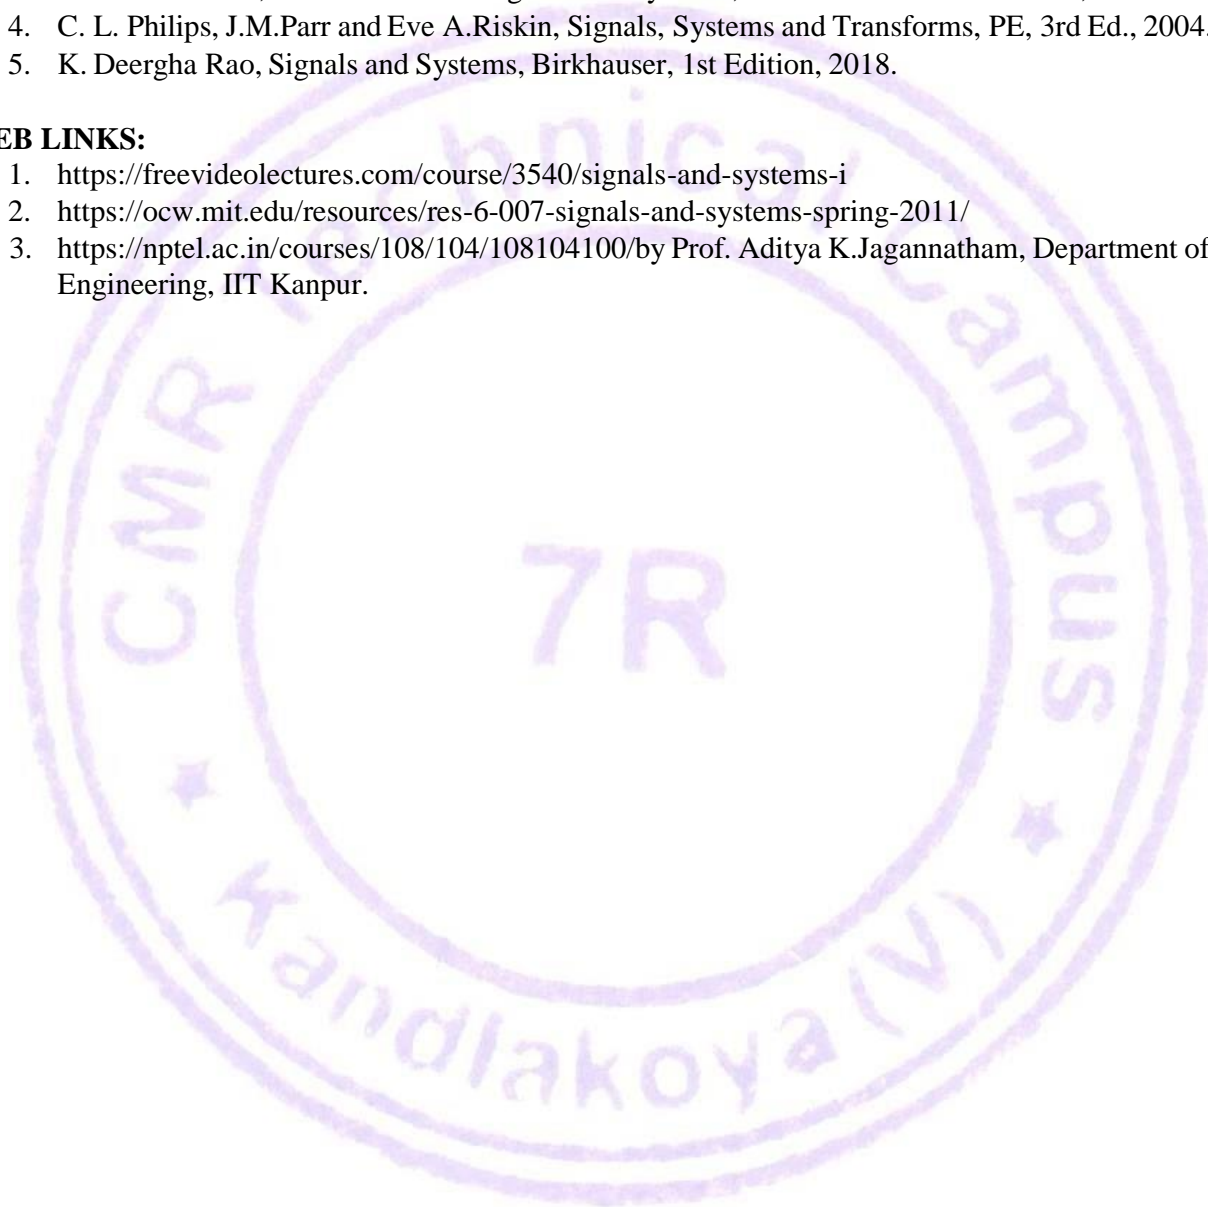 4. C. L. Philips, J.M.Parr and Eve A.Riskin, Signals, Systems and Transforms, PE, 3rd Ed., 2004.
5. K. Deergha Rao, Signals and Systems, Birkhauser, 1st Edition, 2018.
EB LINKS:
1. https://freevideolectures.com/course/3540/signals-and-systems-i
2. https://ocw.mit.edu/resources/res-6-007-signals-and-systems-spring-2011/
3. https://nptel.ac.in/courses/108/104/108104100/by Prof. Aditya K.Jagannatham, Department of
Engineering, IIT Kanpur.
CMR Technical Campus
7R
Kandlakoya (V)